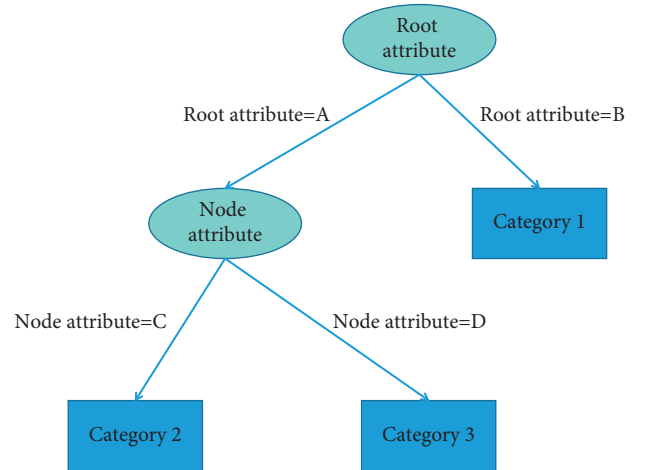 Root
attribute
Root attribute=A
Root attribute=B
Node
attribute
Category 1
Node attribute=C
Node attribute=D
Category 2
Category 3